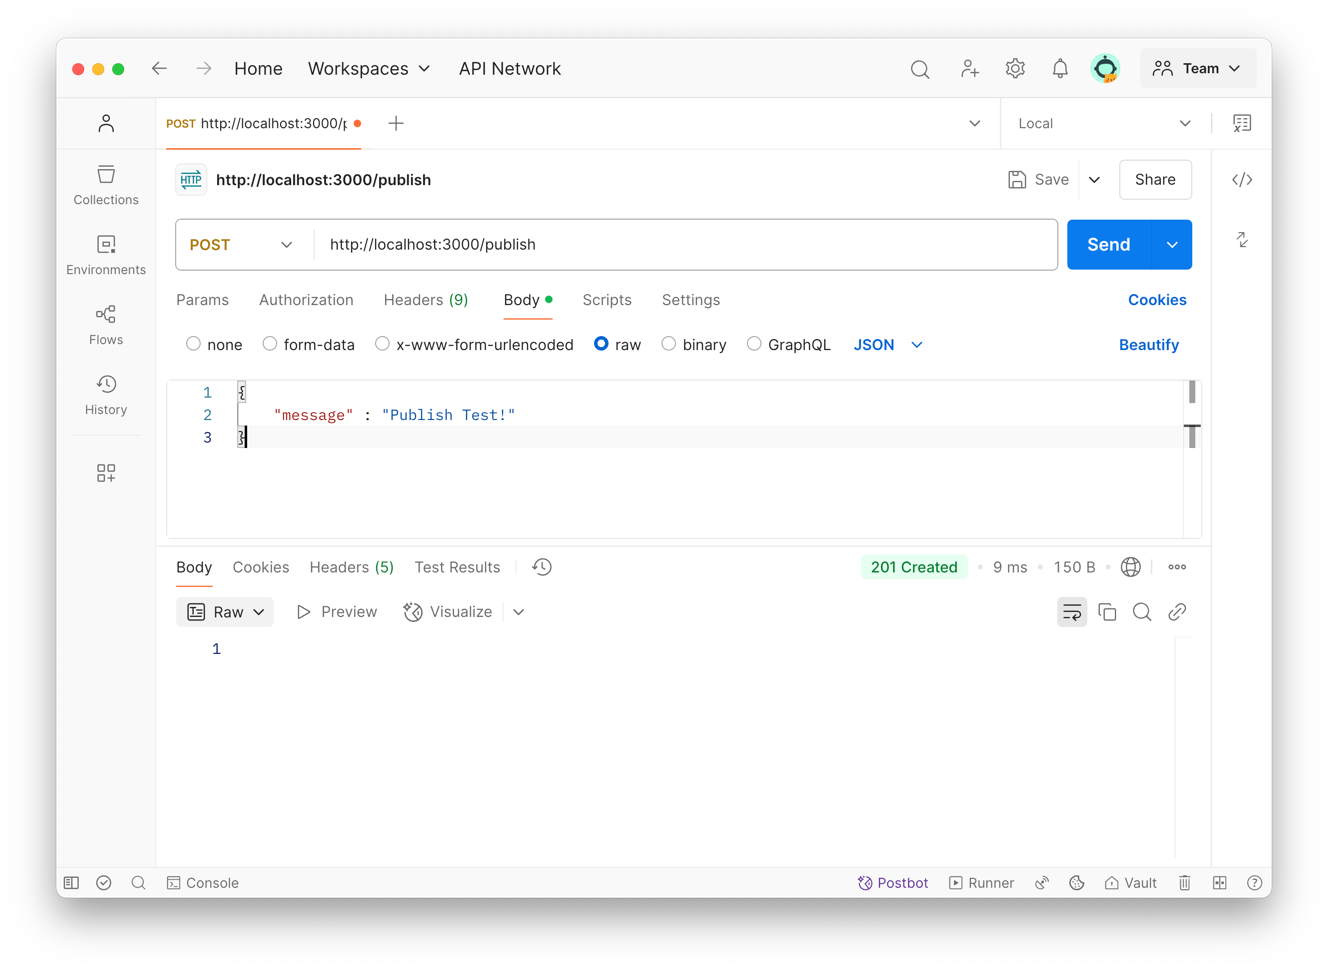 Home Workspaces API Network Team
POST http://localhost:3000/p Local
HTTP http://localhost:3000/publish Save Share
Collections
Environments
Flows
History
POST http://localhost:3000/publish Send
Params Authorization Headers (9) Body Scripts Settings Cookies
none form-data x-www-form-urlencoded raw binary GraphQL JSON Beautify
1 {
2 "message" : "Publish Test!"
3 }
Body Cookies Headers (5) Test Results 201 Created 9 ms 150 B
Raw Preview Visualize
1
Console Postbot Runner Vault